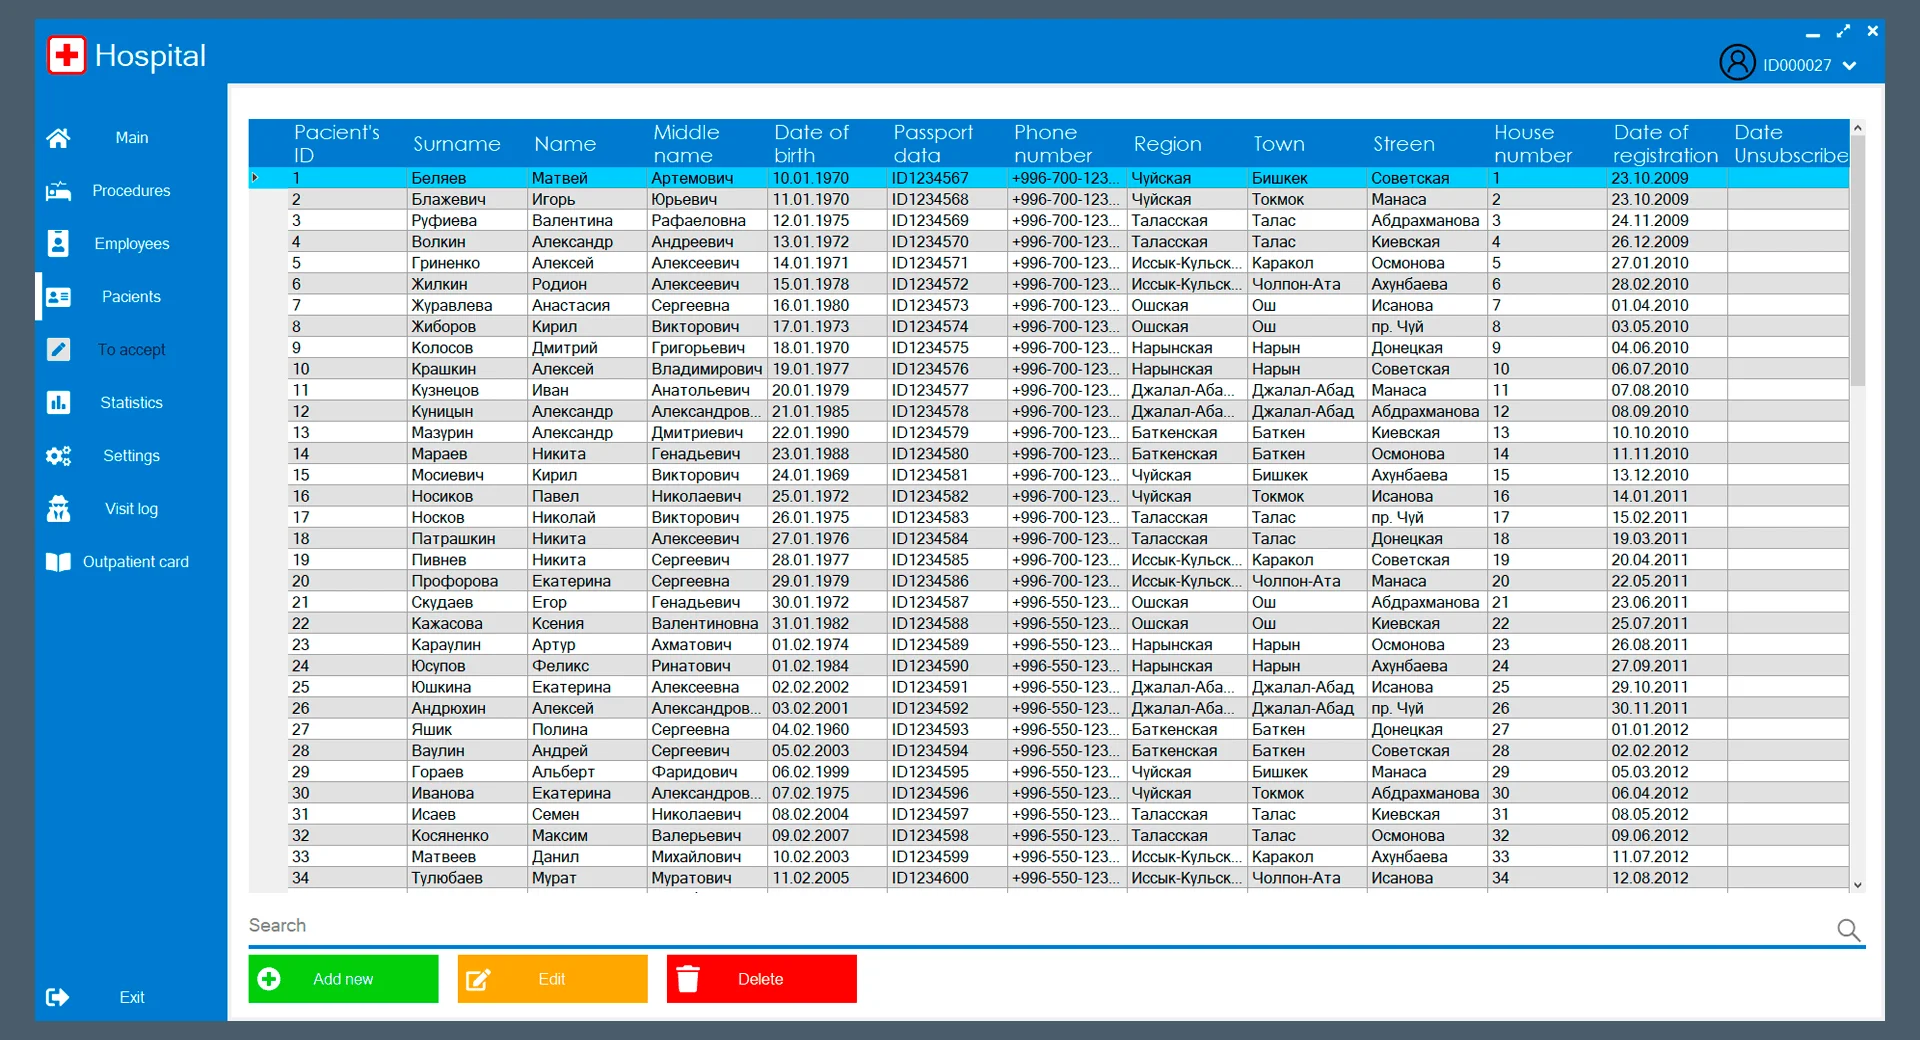 Hospital
ID000027
Main
Procedures
Employees
Pacients
To accept
Statistics
Settings
Visit log
Outpatient card
Exit
Pacient's ID Surname Name Middle name Date of birth Passport data Phone number Region Town Streen House number Date of registration Date Unsubscribe
1 Беляев Матвей Артемович 10.01.1970 ID1234567 +996-700-123... Чуйская Бишкек Советская 1 23.10.2009
2 Блажевич Игорь Юрьевич 11.01.1970 ID1234568 +996-700-123... Чуйская Токмок Манаса 2 23.10.2009
3 Руфиева Валентина Рафаеловна 12.01.1975 ID1234569 +996-700-123... Таласская Талас Абдрахманова 3 24.11.2009
4 Волкин Александр Андреевич 13.01.1972 ID1234570 +996-700-123... Таласская Талас Киевская 4 26.12.2009
5 Гриненко Алексей Алексеевич 14.01.1971 ID1234571 +996-700-123... Иссык-Кульск... Каракол Осмонова 5 27.01.2010
6 Жилкин Родион Алексеевич 15.01.1978 ID1234572 +996-700-123... Иссык-Кульск... Чолпон-Ата Ахунбаева 6 28.02.2010
7 Журавлева Анастасия Сергеевна 16.01.1980 ID1234573 +996-700-123... Ошская Ош Исанова 7 01.04.2010
8 Жиборов Кирил Викторович 17.01.1973 ID1234574 +996-700-123... Ошская Ош пр. Чуй 8 03.05.2010
9 Колосов Дмитрий Григорьевич 18.01.1970 ID1234575 +996-700-123... Нарынская Нарын Донецкая 9 04.06.2010
10 Крашкин Алексей Владимирович 19.01.1977 ID1234576 +996-700-123... Нарынская Нарын Советская 10 06.07.2010
11 Кузнецов Иван Анатольевич 20.01.1979 ID1234577 +996-700-123... Джалал-Аба... Джалал-Абад Манаса 11 07.08.2010
12 Куницын Александр Александров... 21.01.1985 ID1234578 +996-700-123... Джалал-Аба... Джалал-Абад Абдрахманова 12 08.09.2010
13 Мазурин Александр Дмитриевич 22.01.1990 ID1234579 +996-700-123... Баткенская Баткен Киевская 13 10.10.2010
14 Мараев Никита Генадьевич 23.01.1988 ID1234580 +996-700-123... Баткенская Баткен Осмонова 14 11.11.2010
15 Мосиевич Кирил Викторович 24.01.1969 ID1234581 +996-700-123... Чуйская Бишкек Ахунбаева 15 13.12.2010
16 Носиков Павел Николаевич 25.01.1972 ID1234582 +996-700-123... Чуйская Токмок Исанова 16 14.01.2011
17 Носков Николай Викторович 26.01.1975 ID1234583 +996-700-123... Таласская Талас пр. Чуй 17 15.02.2011
18 Патрашкин Никита Алексеевич 27.01.1976 ID1234584 +996-700-123... Таласская Талас Донецкая 18 19.03.2011
19 Пивнев Никита Сергеевич 28.01.1977 ID1234585 +996-700-123... Иссык-Кульск... Каракол Советская 19 20.04.2011
20 Профорова Екатерина Сергеевна 29.01.1979 ID1234586 +996-700-123... Иссык-Кульск... Чолпон-Ата Манаса 20 22.05.2011
21 Скудаев Егор Генадьевич 30.01.1972 ID1234587 +996-550-123... Ошская Ош Абдрахманова 21 23.06.2011
22 Кажасова Ксения Валентиновна 31.01.1982 ID1234588 +996-550-123... Ошская Ош Киевская 22 25.07.2011
23 Караулин Артур Ахматович 01.02.1974 ID1234589 +996-550-123... Нарынская Нарын Осмонова 23 26.08.2011
24 Юсупов Феликс Ринатович 01.02.1984 ID1234590 +996-550-123... Нарынская Нарын Ахунбаева 24 27.09.2011
25 Юшкина Екатерина Алексеевна 02.02.2002 ID1234591 +996-550-123... Джалал-Аба... Джалал-Абад Исанова 25 29.10.2011
26 Андрюхин Алексей Александров... 03.02.2001 ID1234592 +996-550-123... Джалал-Аба... Джалал-Абад пр. Чуй 26 30.11.2011
27 Яшик Полина Сергеевна 04.02.1960 ID1234593 +996-550-123... Баткенская Баткен Донецкая 27 01.01.2012
28 Ваулин Андрей Сергеевич 05.02.2003 ID1234594 +996-550-123... Баткенская Баткен Советская 28 02.02.2012
29 Гораев Альберт Фаридович 06.02.1999 ID1234595 +996-550-123... Чуйская Бишкек Манаса 29 05.03.2012
30 Иванова Екатерина Александров... 07.02.1975 ID1234596 +996-550-123... Чуйская Токмок Абдрахманова 30 06.04.2012
31 Исаев Семен Николаевич 08.02.2004 ID1234597 +996-550-123... Таласская Талас Киевская 31 08.05.2012
32 Косяненко Максим Валерьевич 09.02.2007 ID1234598 +996-550-123... Таласская Талас Осмонова 32 09.06.2012
33 Матвеев Данил Михайлович 10.02.2003 ID1234599 +996-550-123... Иссык-Кульск... Каракол Ахунбаева 33 11.07.2012
34 Тулюбаев Мурат Муратович 11.02.2005 ID1234600 +996-550-123... Иссык-Кульск... Чолпон-Ата Исанова 34 12.08.2012
Search
Add new
Edit
Delete